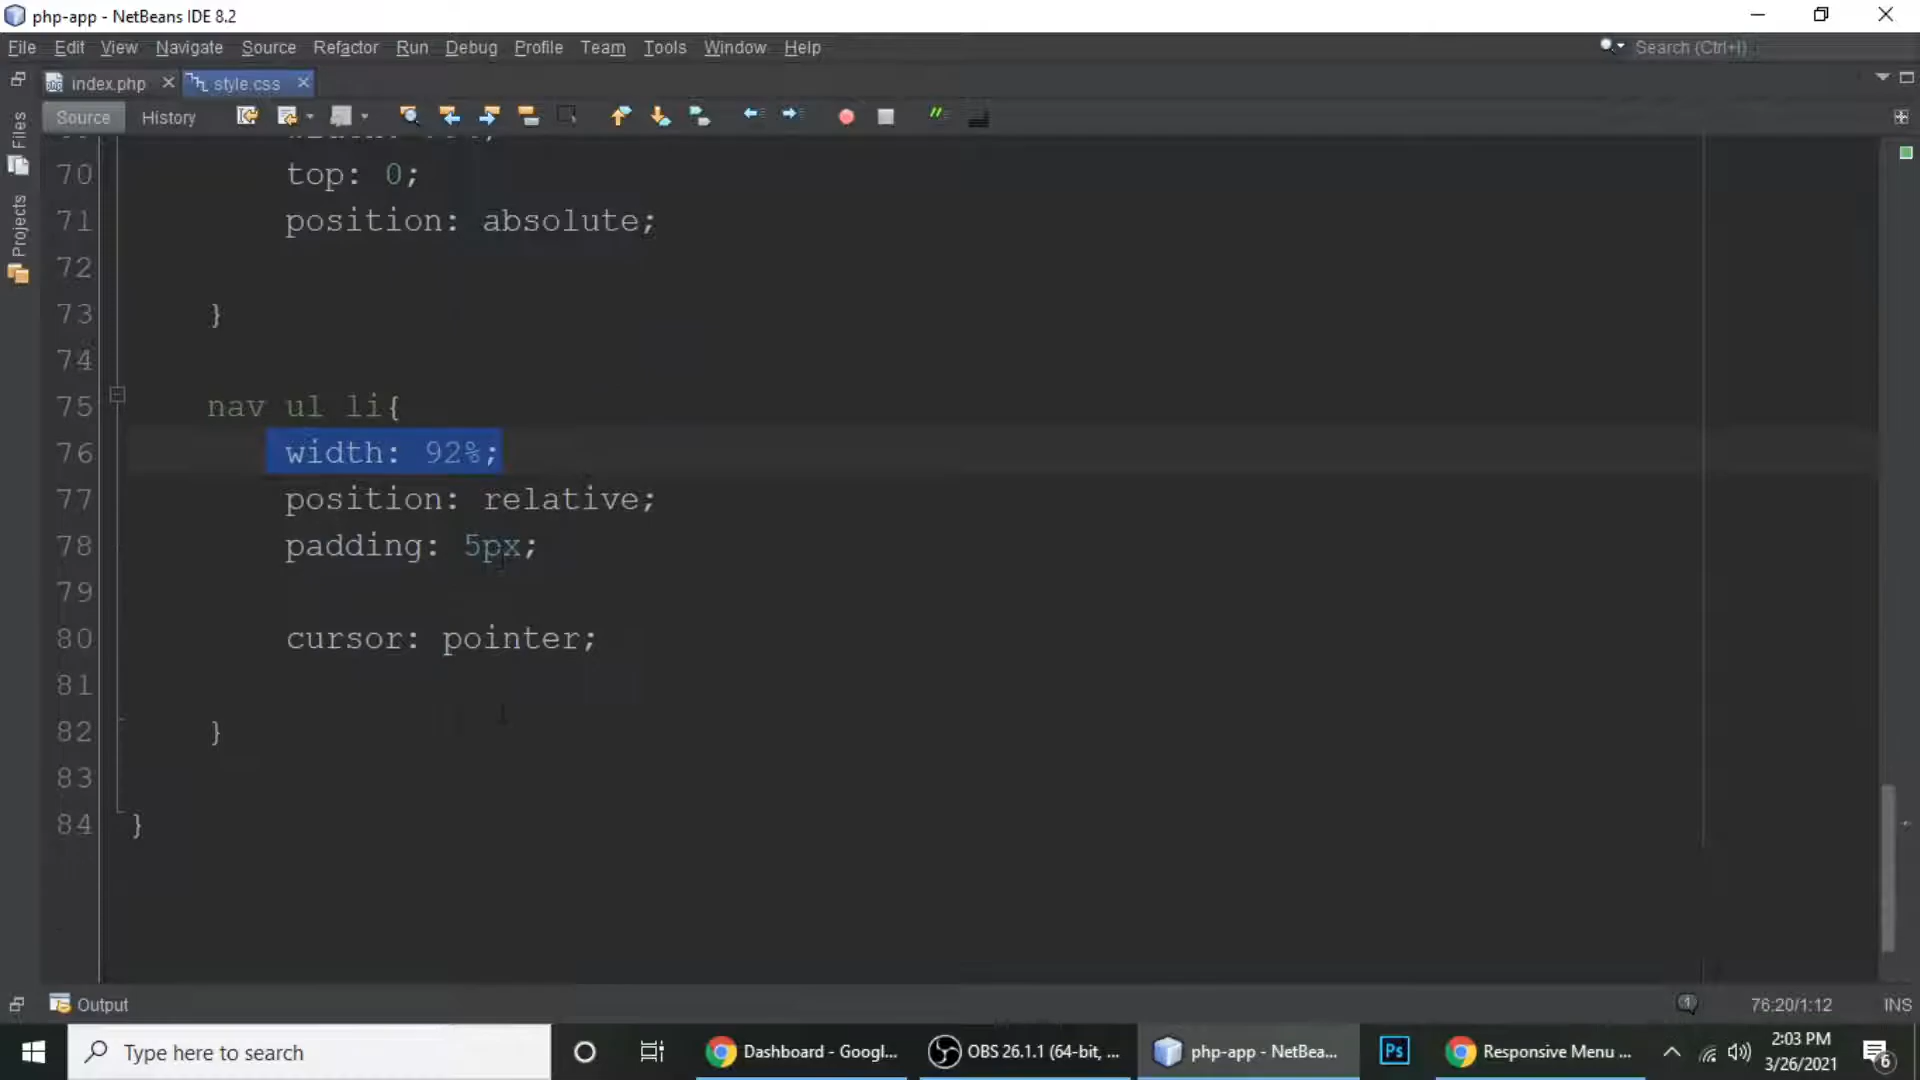 php-app - NetBeans IDE 8.2
File Edit View Navigate Source Refactor Run Debug Profile Team Tools Window Help
Search (Ctrl+I)
index.php
style.css
Source History
Files
Projects
70 top: 0;
71 position: absolute;
72
73 }
74
75 nav ul li{
76 width: 92%;
77 position: relative;
78 padding: 5px;
79
80 cursor: pointer;
81
82 }
83
84 }
Output
76:20/1:12 INS
Type here to search
Dashboard - Googl...
OBS 26.1.1 (64-bit, ...
php-app - NetBea...
Ps
Responsive Menu ...
2:03 PM
3/26/2021
6